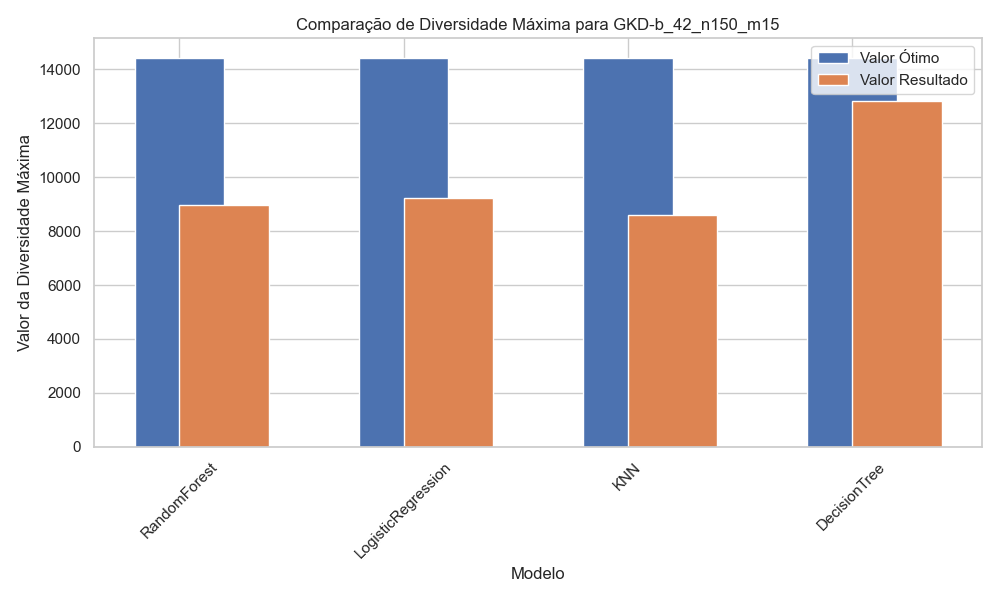 Comparação de Diversidade Máxima para GKD-b_42_n150_m15
Valor Ótimo
Valor Resultado
Valor da Diversidade Máxima
14000
12000
10000
8000
6000
4000
2000
0
RandomForest
LogisticRegression
KNN
DecisionTree
Modelo